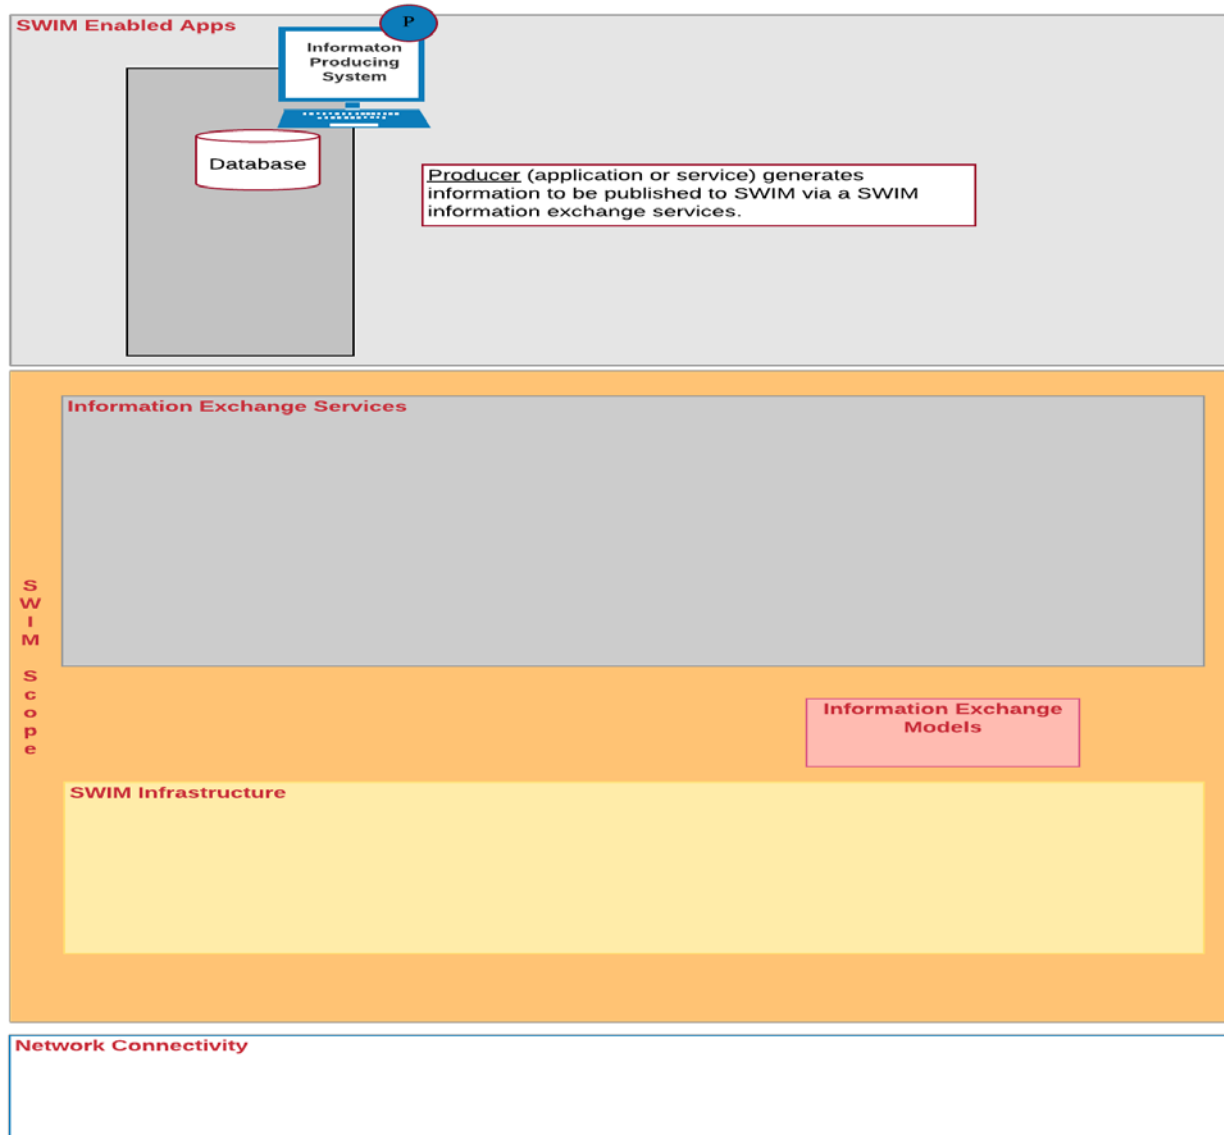 SWIM Enabled Apps
P
Informaton
Producing
System
Database
Producer (application or service) generates
information to be published to SWIM via a SWIM
information exchange services.
Information Exchange Services
S
W
I
M
S
c
o
p
e
Information Exchange
Models
SWIM Infrastructure
Network Connectivity